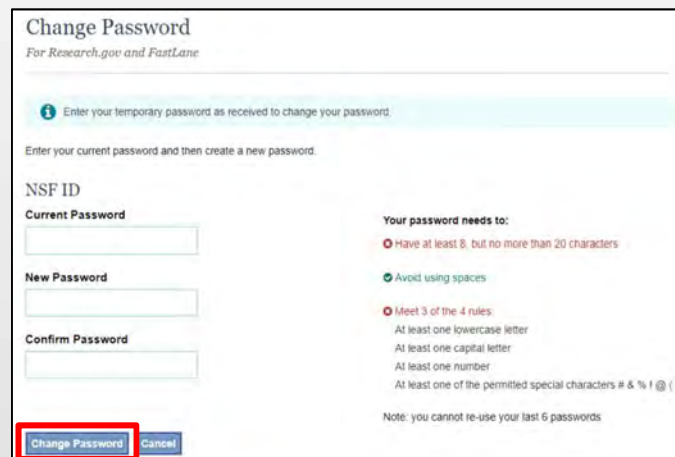 Change Password
For Research.gov and FastLane
Enter your temporary password as received to change your password.
Enter your current password and then create a new password.
NSF ID
Current Password
New Password
Confirm Password
Change Password
Cancel
Your password needs to:
Have at least 8, but no more than 20 characters
Avoid using spaces
Meet 3 of the 4 rules:
At least one lowercase letter
At least one capital letter
At least one number
At least one of the permitted special characters # & % ! @ (
Note: you cannot re-use your last 6 passwords